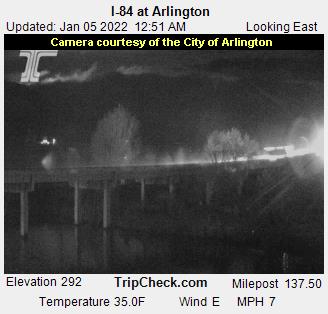 I-84 at Arlington
Updated: Jan 05 2022 12:51 AM Looking East
Camera courtesy of the City of Arlington
Elevation 292 TripCheck.com Milepost 137.50
Temperature 35.0F Wind E MPH 7